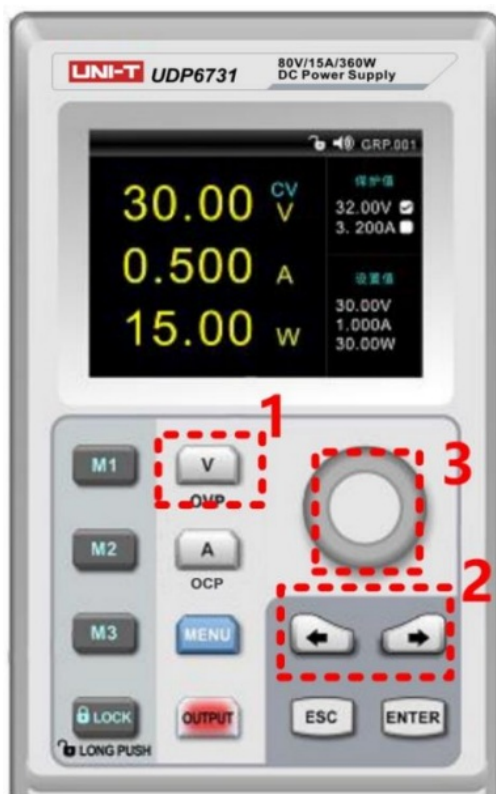 UNI-T UDP6731
80V/15A/360W
DC Power Supply
GRP.001
30.00 CV
V
0.500 A
15.00 W
保护值
32.00V
3. 200A
设置值
30.00V
1.000A
30.00W
1
M1
V
OVP
3
M2
A
OCP
2
M3
MENU
LOCK
OUTPUT
ESC
ENTER
LONG PUSH